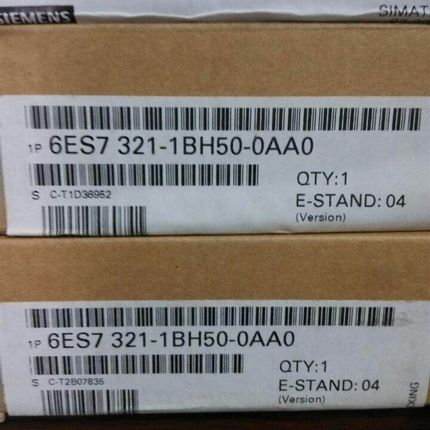 SIEMENS
SIMAT
1P 6ES7 321-1BH50-0AA0
QTY:1
S C-T1D36952
E-STAND: 04
(Version)
1P 6ES7 321-1BH50-0AA0
QTY:1
S C-T2B07835
E-STAND: 04
(Version)